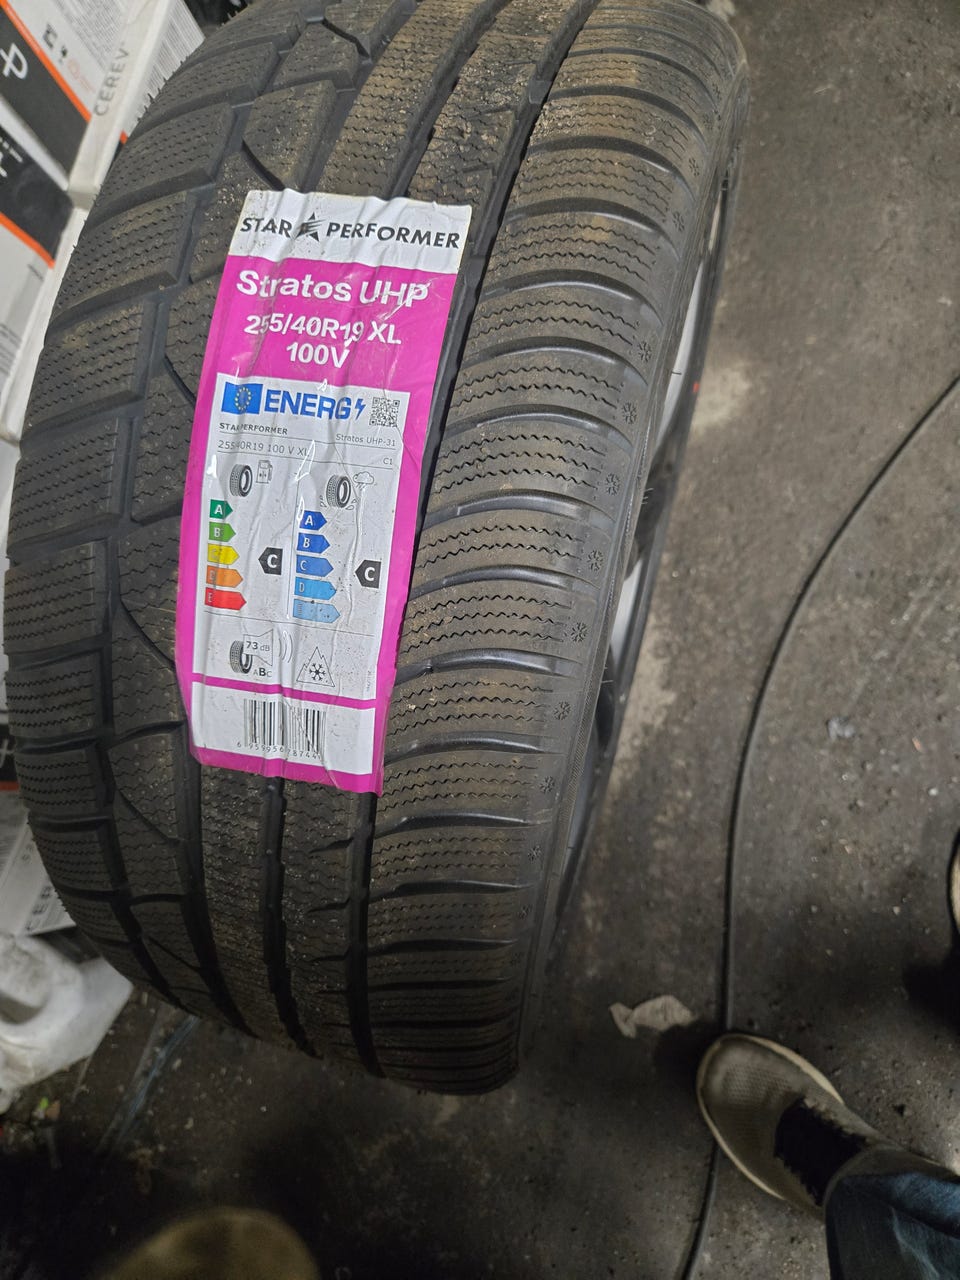 CEREV
STAR PERFORMER
Stratos UHP
255/40R19 XL
100V
ENERG
STARPERFORMER
Stratos UHP-31
255/40R19 100 V XL
C1
A
B
E
C
A
B
C
D
C
73 dB
ABC